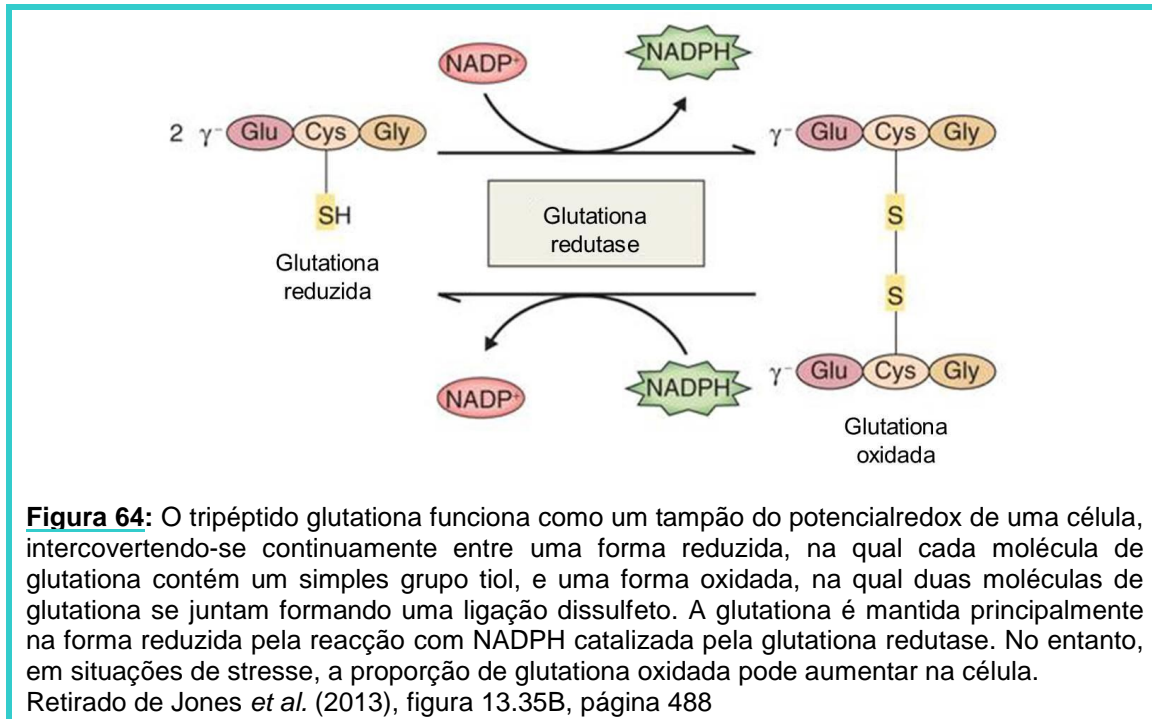 NADP⁺ NADPH
2 γ⁻ Glu Cys Gly γ⁻ Glu Cys Gly
SH S
Glutationa
redutase
Glutationa
reduzida
S
NADP⁺ NADPH γ⁻ Glu Cys Gly
Glutationa
oxidada
Figura 64: O tripéptido glutationa funciona como um tampão do potencialredox de uma célula,
intercovertendo-se continuamente entre uma forma reduzida, na qual cada molécula de
glutationa contém um simples grupo tiol, e uma forma oxidada, na qual duas moléculas de
glutationa se juntam formando uma ligação dissulfeto. A glutationa é mantida principalmente
na forma reduzida pela reacção com NADPH catalizada pela glutationa redutase. No entanto,
em situações de stresse, a proporção de glutationa oxidada pode aumentar na célula.
Retirado de Jones et al. (2013), figura 13.35B, página 488